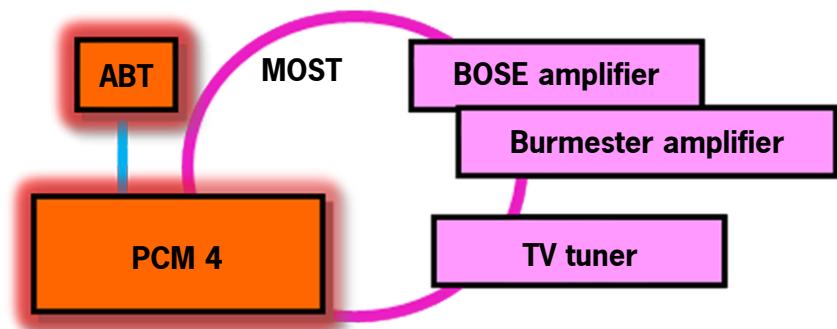 ABT
MOST
BOSE amplifier
Burmester amplifier
PCM 4
TV tuner